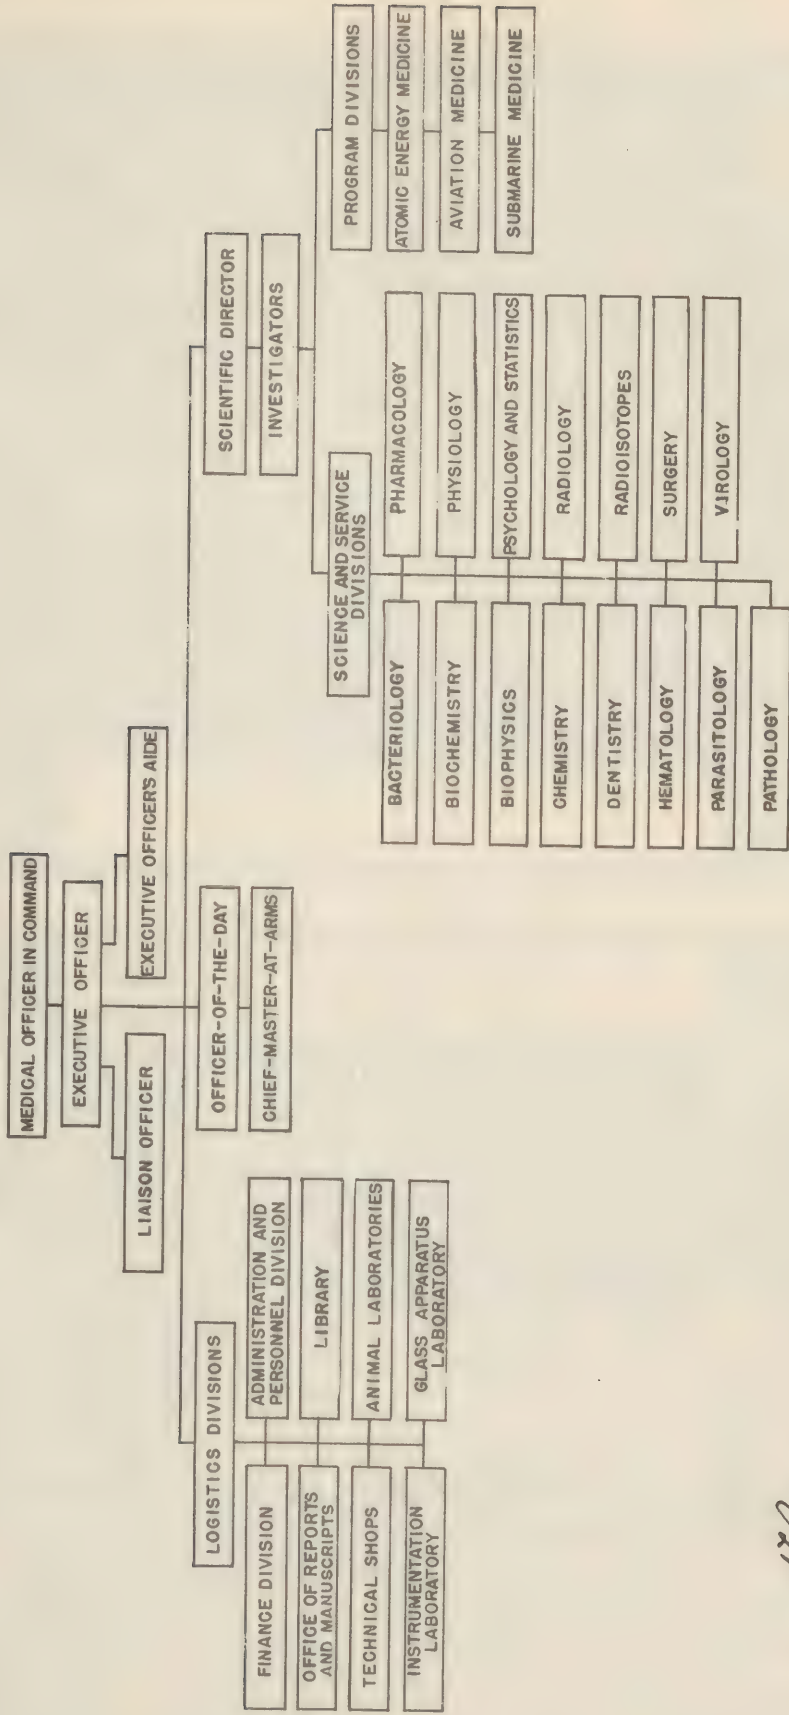 MEDICAL OFFICER IN COMMAND
EXECUTIVE OFFICER
LIAISON OFFICER
EXECUTIVE OFFICER'S AIDE
LOGISTICS DIVISIONS
OFFICER-OF-THE-DAY
CHIEF-MASTER-AT-ARMS
SCIENTIFIC DIRECTOR
INVESTIGATORS
FINANCE DIVISION
ADMINISTRATION AND
PERSONNEL DIVISION
OFFICE OF REPORTS
AND MANUSCRIPTS
LIBRARY
TECHNICAL SHOPS
ANIMAL LABORATORIES
INSTRUMENTATION
LABORATORY
GLASS APPARATUS
LABORATORY
SCIENCE AND SERVICE
DIVISIONS
BACTERIOLOGY
PHARMACOLOGY
BIOCHEMISTRY
PHYSIOLOGY
BIOPHYSICS
PSYCHOLOGY AND STATISTICS
CHEMISTRY
RADIOLOGY
DENTISTRY
RADIOISOTOPES
HEMATOLOGY
SURGERY
PARASITOLOGY
VIROLOGY
PATHOLOGY
PROGRAM DIVISIONS
ATOMIC ENERGY MEDICINE
AVIATION MEDICINE
SUBMARINE MEDICINE